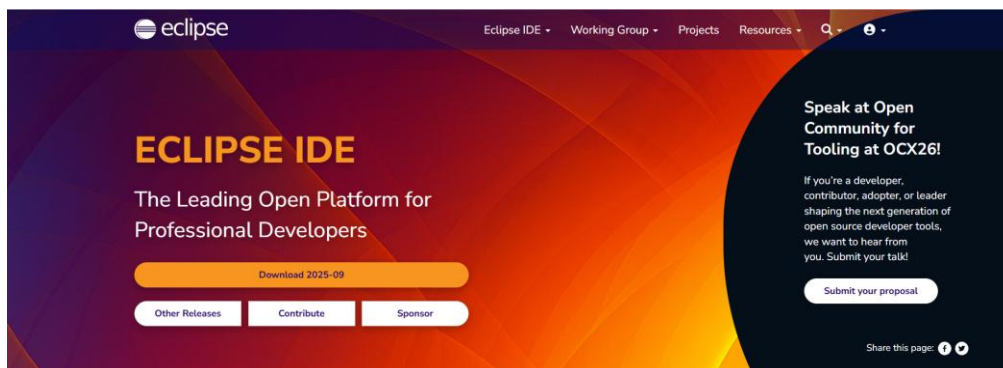 eclipse
Eclipse IDE Working Group Projects Resources
ECLIPSE IDE
The Leading Open Platform for
Professional Developers
Download 2025-09
Other Releases Contribute Sponsor
Speak at Open
Community for
Tooling at OCX26!
If you're a developer,
contributor, adopter, or leader
shaping the next generation of
open source developer tools,
we want to hear from
you. Submit your talk!
Submit your proposal
Share this page: